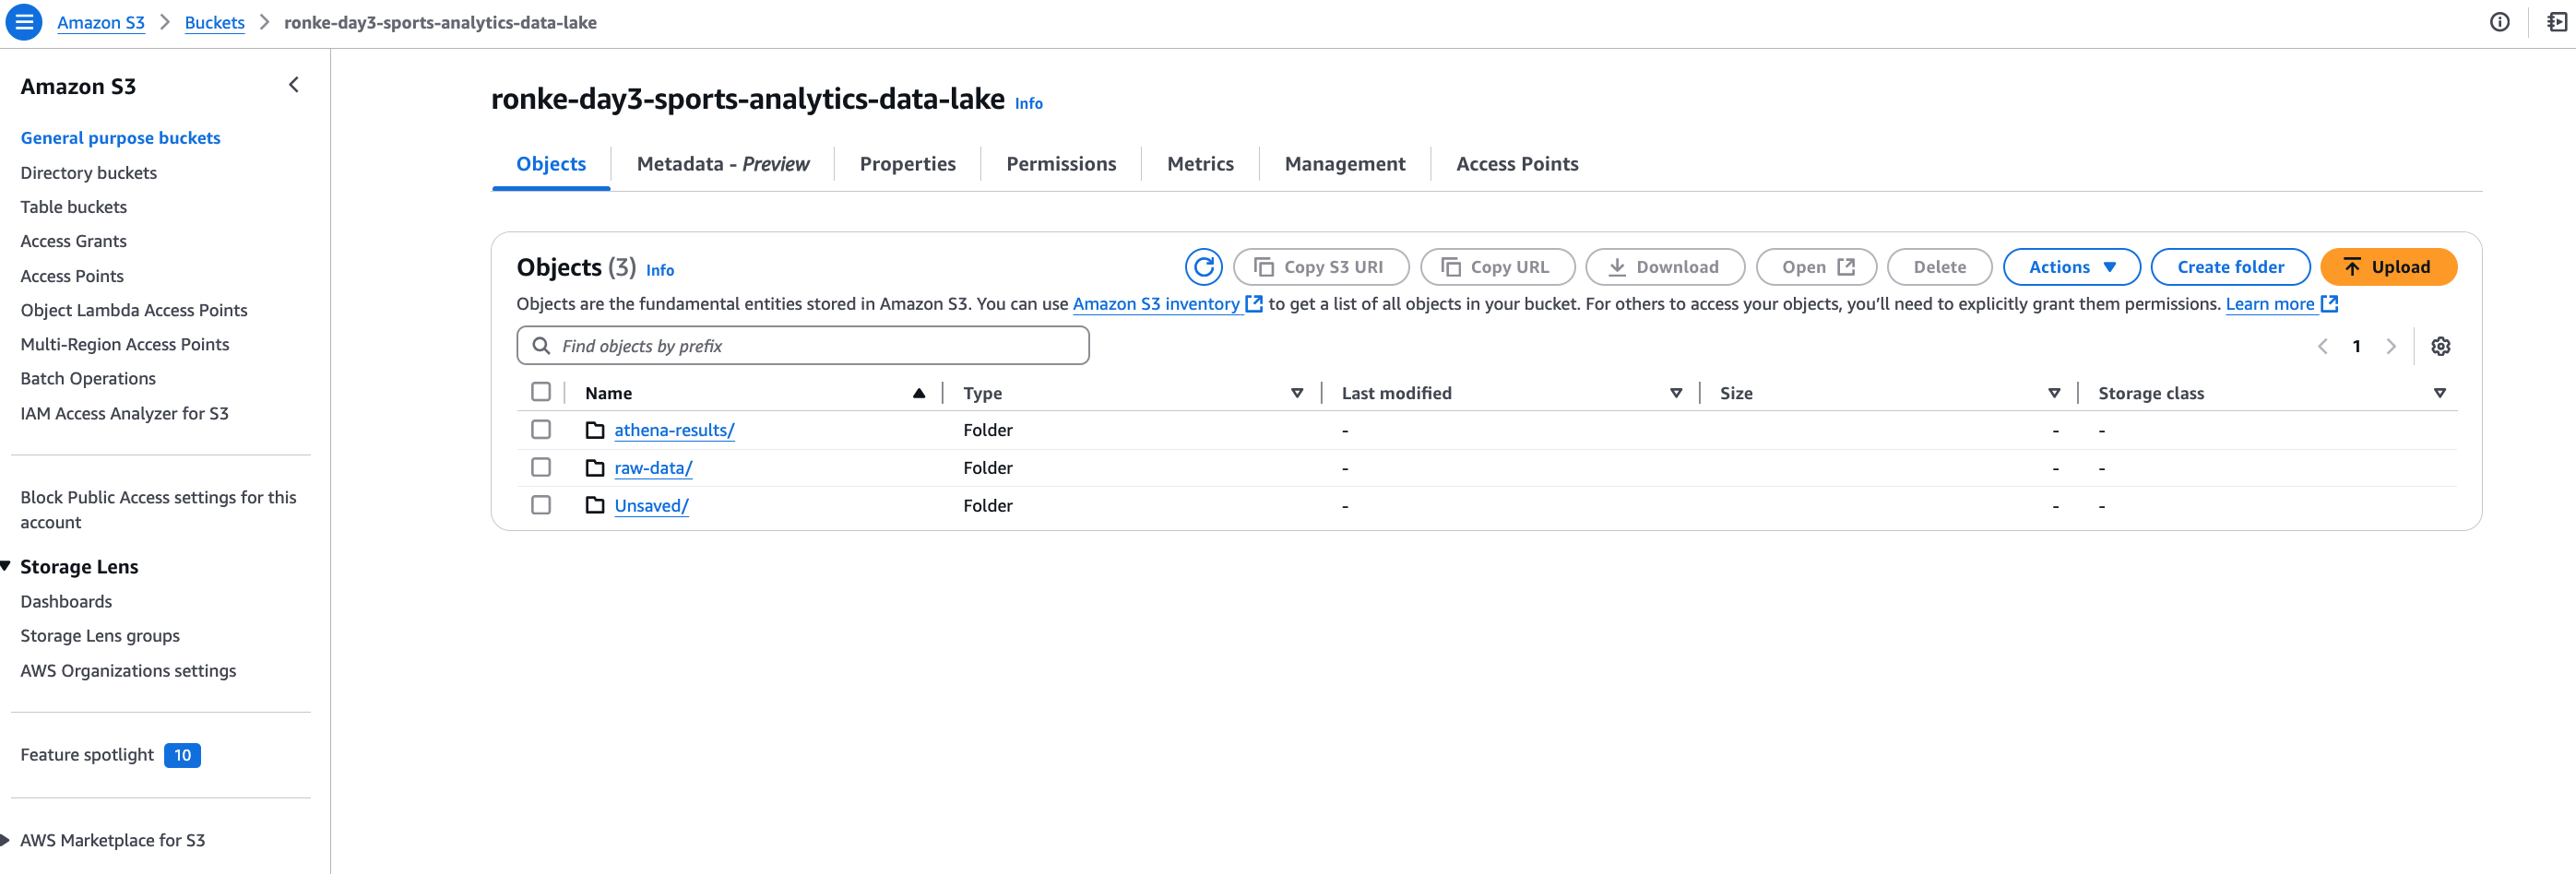 Amazon S3 > Buckets > ronke-day3-sports-analytics-data-lake
Amazon S3
General purpose buckets
Directory buckets
Table buckets
Access Grants
Access Points
Object Lambda Access Points
Multi-Region Access Points
Batch Operations
IAM Access Analyzer for S3
Block Public Access settings for this
account
Storage Lens
Dashboards
Storage Lens groups
AWS Organizations settings
Feature spotlight 10
AWS Marketplace for S3
ronke-day3-sports-analytics-data-lake Info
Objects Metadata - Preview Properties Permissions Metrics Management Access Points
Objects (3) Info Copy S3 URI Copy URL Download Open Delete Actions Create folder Upload
Objects are the fundamental entities stored in Amazon S3. You can use Amazon S3 inventory to get a list of all objects in your bucket. For others to access your objects, you’ll need to explicitly grant them permissions. Learn more
Find objects by prefix 1
Name Type Last modified Size Storage class
athena-results/ Folder - - -
raw-data/ Folder - - -
Unsaved/ Folder - - -